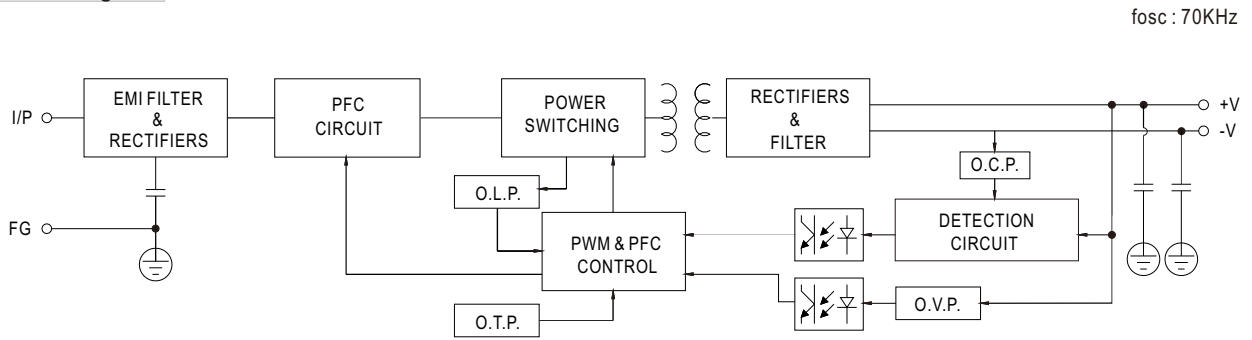 fosc : 70KHz
I/P
EMI FILTER
&
RECTIFIERS
PFC
CIRCUIT
POWER
SWITCHING
RECTIFIERS
&
FILTER
+V
-V
O.C.P.
O.L.P.
FG
PWM & PFC
CONTROL
DETECTION
CIRCUIT
O.T.P.
O.V.P.